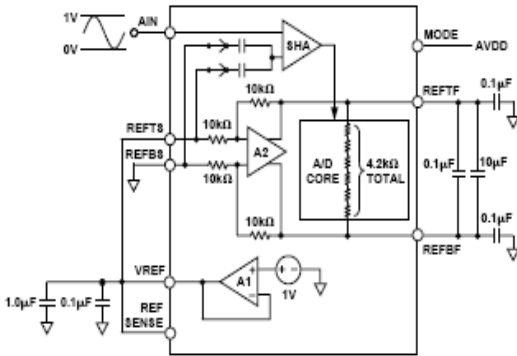 1V
0V
AIN
SHA
MODE
AVDD
REFTF
0.1µF
10kΩ
REFTS
10kΩ
REFBS
10kΩ
A2
A/D
CORE
4.2kΩ
TOTAL
0.1µF
10µF
10kΩ
0.1µF
REFBF
VREF
A1
1V
1.0µF
0.1µF
REF
SENSE